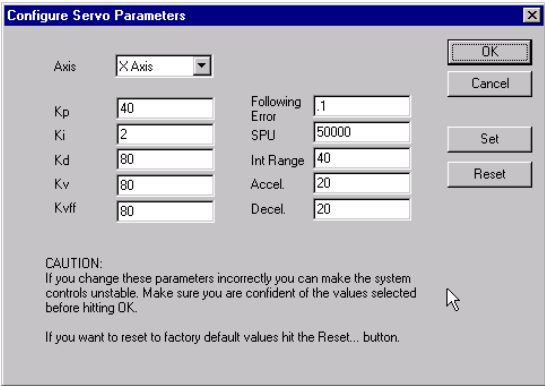 Configure Servo Parameters
Axis X Axis
OK
Cancel
Kp 40
Following Error .1
Ki 2
SPU 50000
Set
Kd 80
Int Range 40
Reset
Kv 80
Accel. 20
Kvff 80
Decel. 20
CAUTION:
If you change these parameters incorrectly you can make the system
controls unstable. Make sure you are confident of the values selected
before hitting OK.
If you want to reset to factory default values hit the Reset... button.